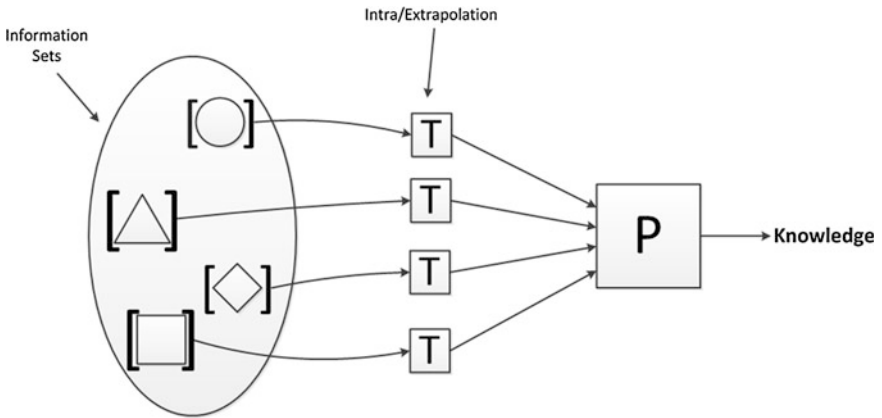 Intra/Extrapolation
Information
Sets
T
T
T
T
P
Knowledge